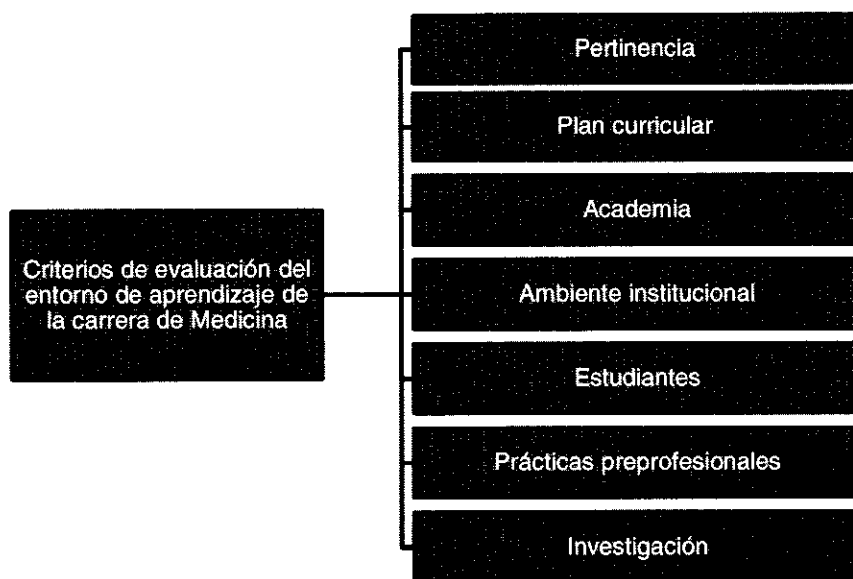 Criterios de evaluación del
entorno de aprendizaje de
la carrera de Medicina
Pertinencia
Plan curricular
Academia
Ambiente institucional
Estudiantes
Prácticas preprofesionales
Investigación